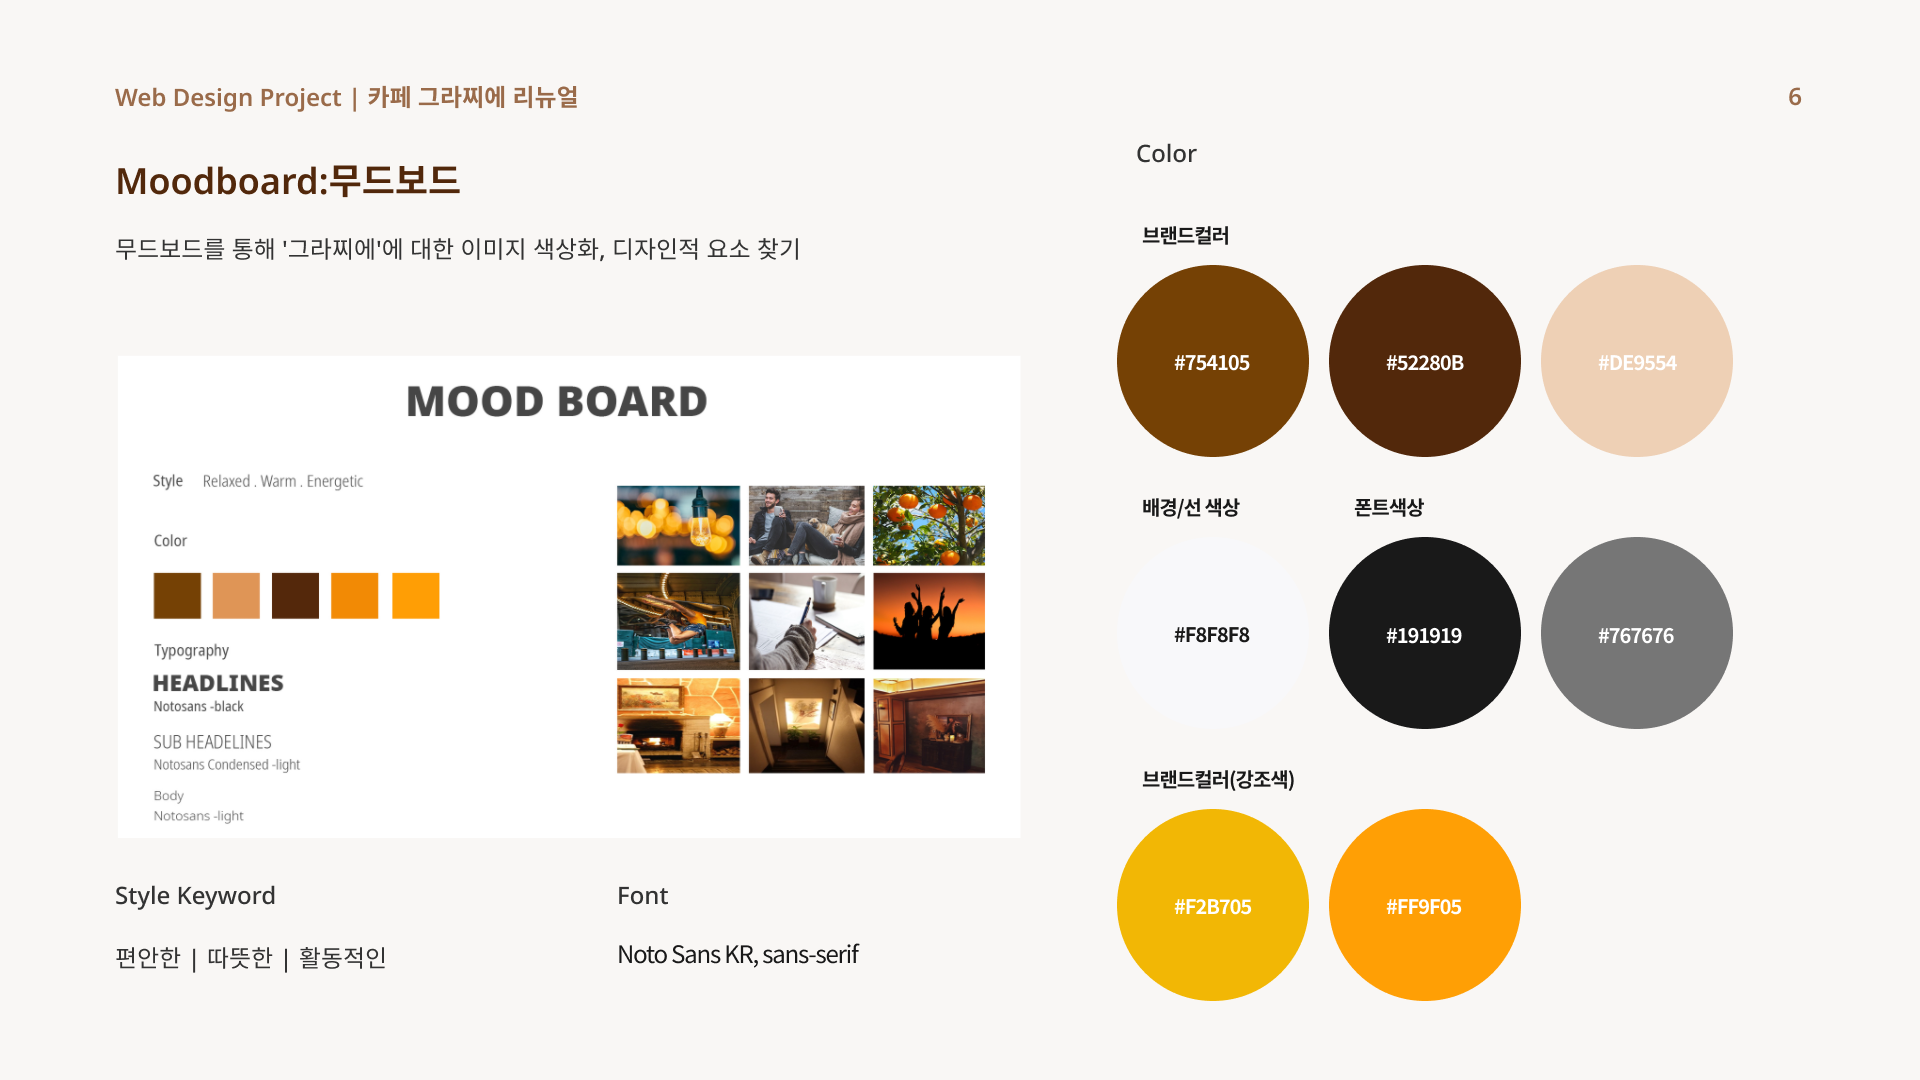 Web Design Project | 카페 그라찌에 리뉴얼
6
Moodboard:무드보드
무드보드를 통해 '그라찌에'에 대한 이미지 색상화, 디자인적 요소 찾기
MOOD BOARD
Style Relaxed . Warm . Energetic
Color
Typography
HEADLINES
Notosans -black
SUB HEADELINES
Notosans Condensed -light
Body
Notosans -light
Style Keyword
편안한 | 따뜻한 | 활동적인
Font
Noto Sans KR, sans-serif
Color
브랜드컬러
#754105 #52280B #DE9554
배경/선 색상 폰트색상
#F8F8F8 #191919 #767676
브랜드컬러(강조색)
#F2B705 #FF9F05